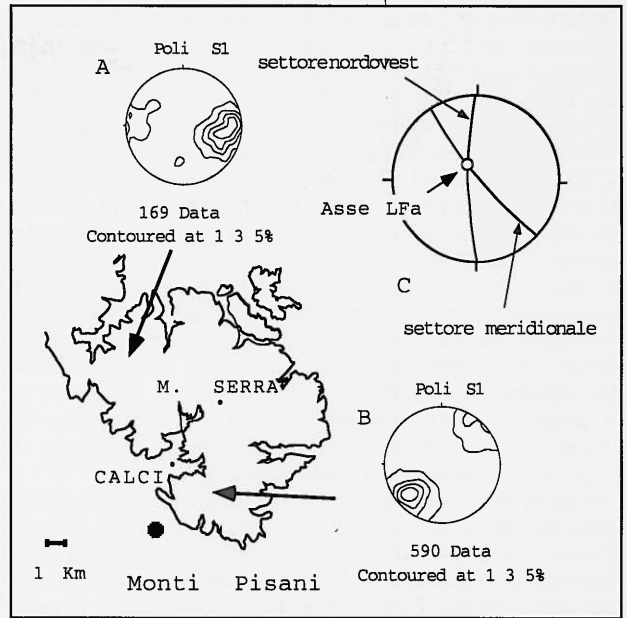 A
Poli S1
169 Data
Contoured at 1 3 5%
settorenordovest
Asse LFa
C
settore meridionale
M. SERRA
CALCI
B
Poli S1
590 Data
Contoured at 1 3 5%
1 Km
Monti Pisani